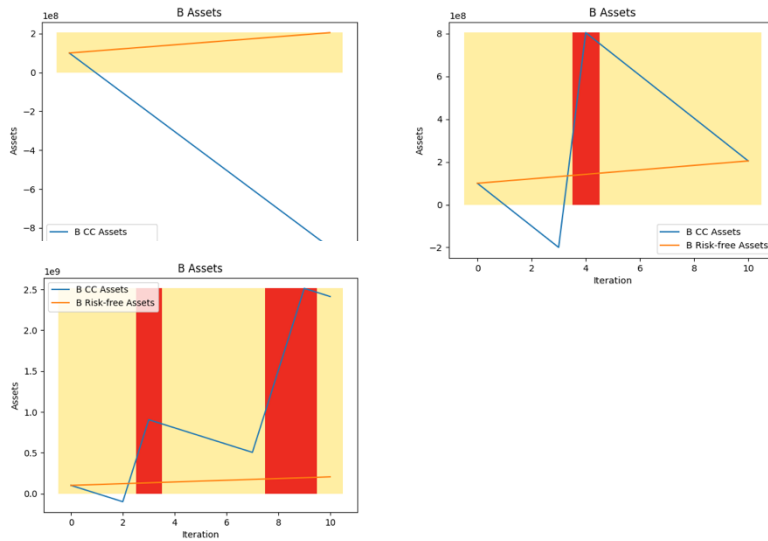 B Assets
1e8
2
0
−2
−4
−6
−8
Assets
B CC Assets
B Assets
1e8
8
6
4
2
0
−2
Assets
B CC Assets
B Risk-free Assets
0 2 4 6 8 10
Iteration
B Assets
1e9
2.5
2.0
1.5
1.0
0.5
0.0
Assets
B CC Assets
B Risk-free Assets
0 2 4 6 8 10
Iteration